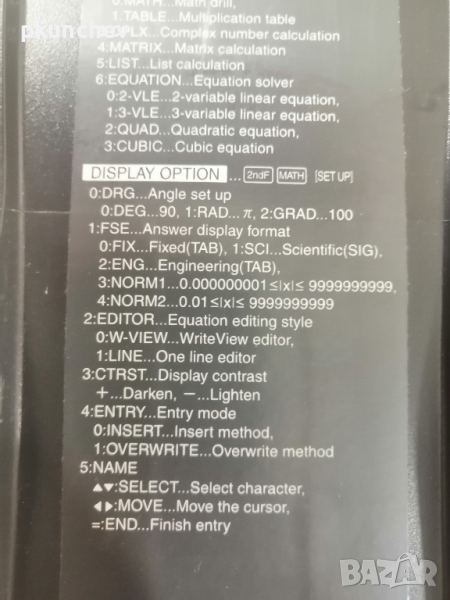 0:MATH...Math drill,
1:TABLE...Multiplication table
CPLX...Complex number calculation
4:MATRIX...Matrix calculation
5:LIST...List calculation
6:EQUATION...Equation solver
0:2-VLE...2-variable linear equation,
1:3-VLE...3-variable linear equation,
2:QUAD...Quadratic equation,
3:CUBIC...Cubic equation
DISPLAY OPTION ... 2ndF MATH [SET UP]
0:DRG...Angle set up
0:DEG...90, 1:RAD...π, 2:GRAD...100
1:FSE...Answer display format
0:FIX...Fixed(TAB), 1:SCI...Scientific(SIG),
2:ENG...Engineering(TAB),
3:NORM1...0.000000001≤|x|≤ 9999999999,
4:NORM2...0.01≤|x|≤ 9999999999
2:EDITOR...Equation editing style
0:W-VIEW...WriteView editor,
1:LINE...One line editor
3:CTRST...Display contrast
+...Darken, −...Lighten
4:ENTRY...Entry mode
0:INSERT...Insert method,
1:OVERWRITE...Overwrite method
5:NAME
▲▼:SELECT...Select character,
◀▶:MOVE...Move the cursor,
=:END...Finish entry
pkunchev
BAZAR